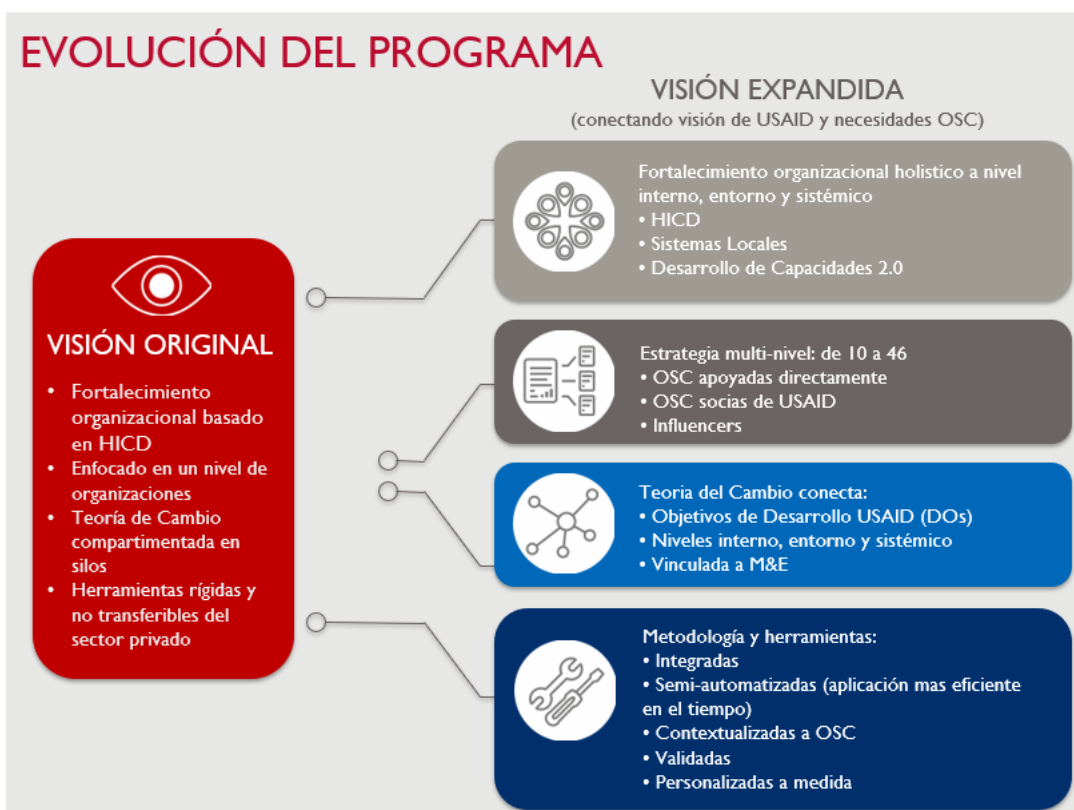 EVOLUCIÓN DEL PROGRAMA
VISIÓN EXPANDIDA
(conectando visión de USAID y necesidades OSC)
VISIÓN ORIGINAL
• Fortalecimiento
organizacional basado
en HICD
• Enfocado en un nivel de
organizaciones
• Teoría de Cambio
compartimentada en
silos
• Herramientas rígidas y
no transferibles del
sector privado
Fortalecimiento organizacional holistico a nivel
interno, entorno y sistémico
• HICD
• Sistemas Locales
• Desarrollo de Capacidades 2.0
Estrategia multi-nivel: de 10 a 46
• OSC apoyadas directamente
• OSC socias de USAID
• Influencers
Teoria del Cambio conecta:
• Objetivos de Desarrollo USAID (DOs)
• Niveles interno, entorno y sistémico
• Vinculada a M&E
Metodología y herramientas:
• Integradas
• Semi-automatizadas (aplicación mas eficiente
en el tiempo)
• Contextualizadas a OSC
• Validadas
• Personalizadas a medida